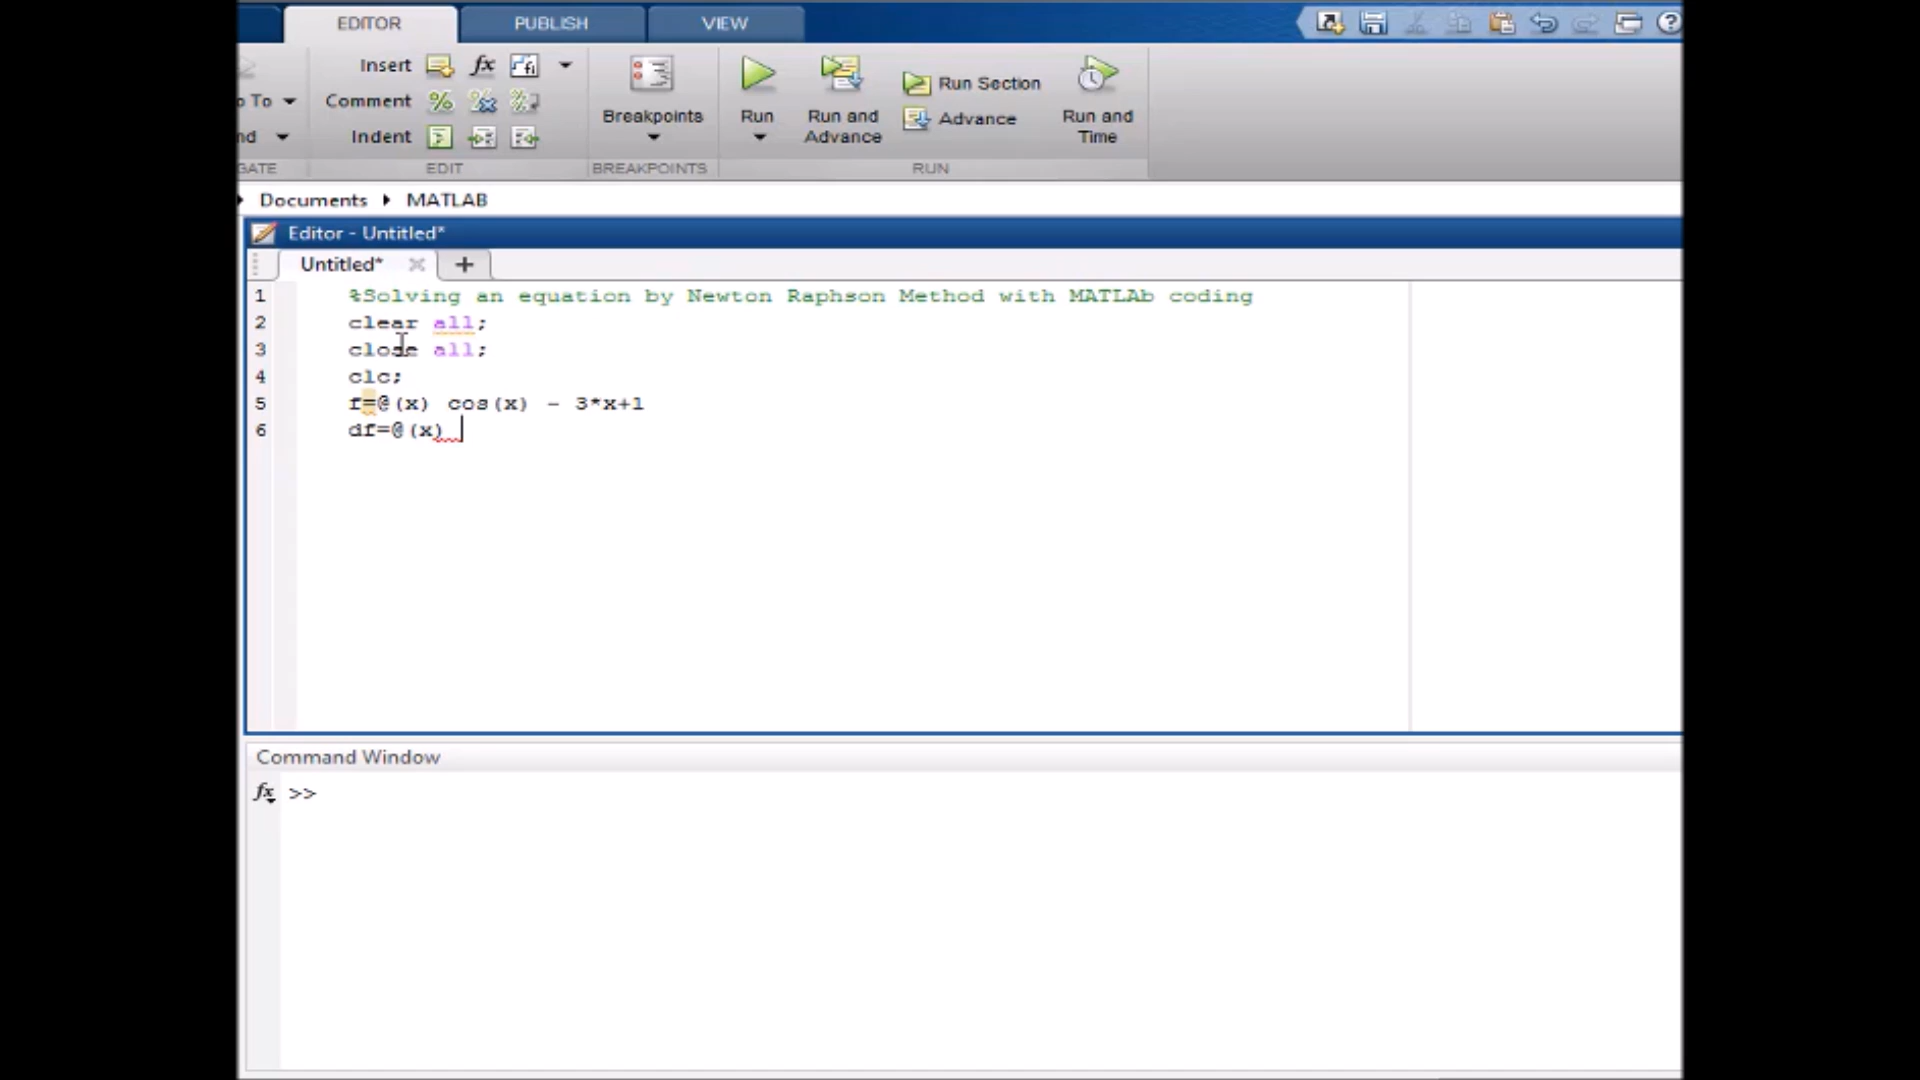 EDITOR PUBLISH VIEW
Insert fx fi
o To Comment % % %
nd Indent
Breakpoints Run Run and Advance Run Section Advance Run and Time
GATE EDIT BREAKPOINTS RUN
Documents MATLAB
Editor - Untitled*
Untitled* +
1 %Solving an equation by Newton Raphson Method with MATLAb coding
2 clear all;
3 close all;
4 clc;
5 f=@(x) cos(x) - 3*x+1
6 df=@(x)
Command Window
fx >>